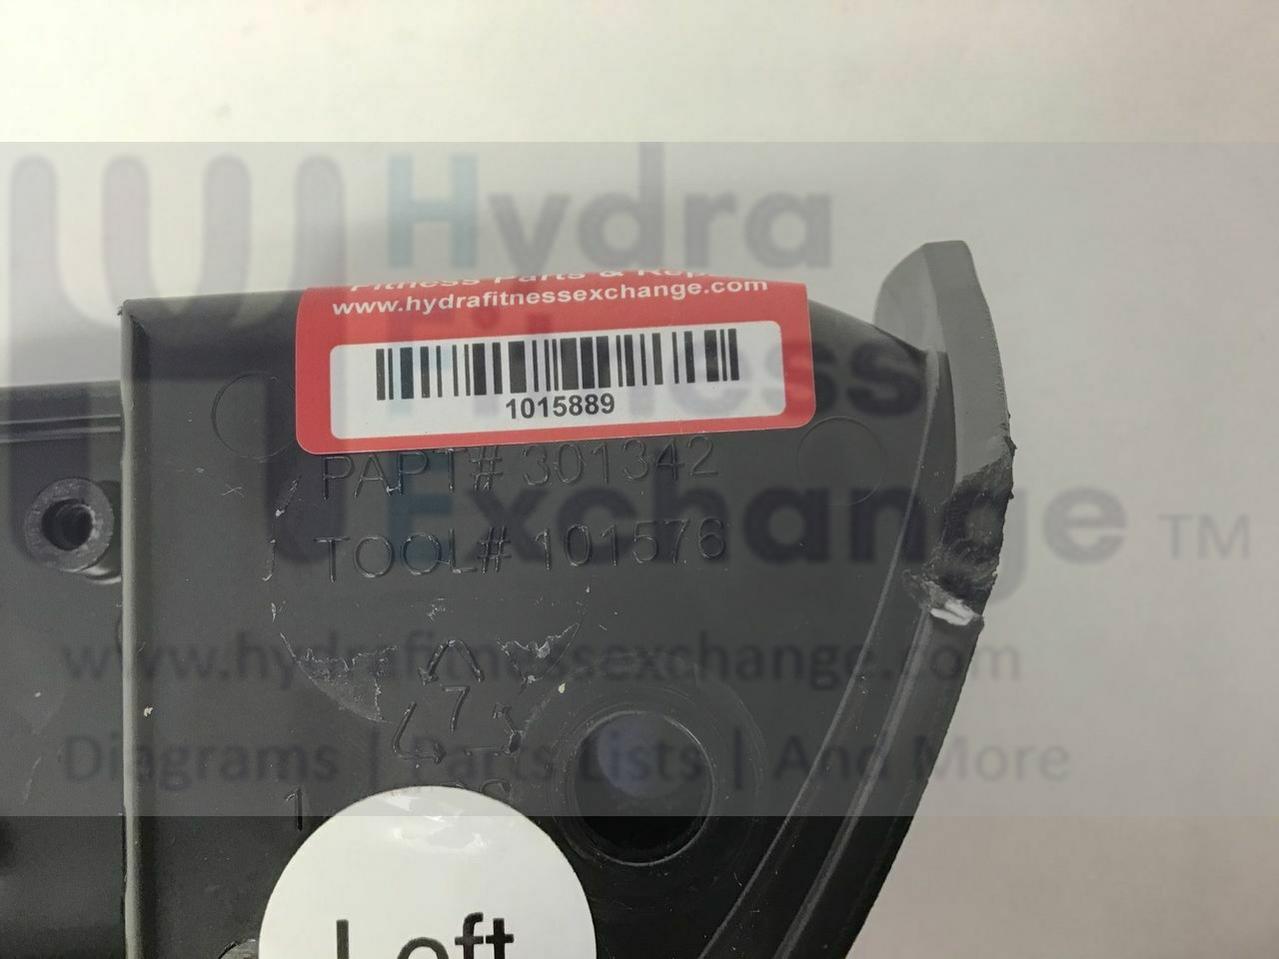 Hydra
Fitness Parts & Rep
www.hydrafitnessexchange.com
Fitness
1015889
PART# 301342
Exchange TM
TOOL# 101576
www.hydrafitnessexchange.com
7
Diagrams | Parts Lists | And More
Left